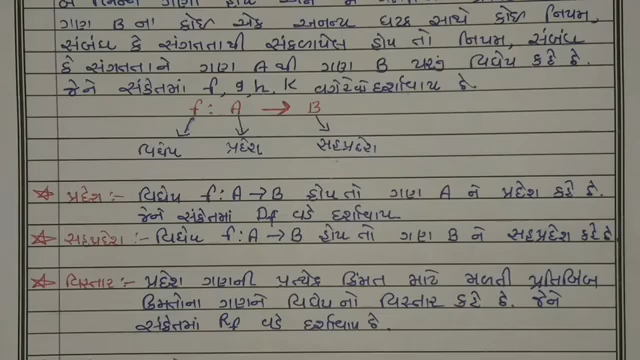 ગણ B ના કોઇ એક અનન્ય ઘટક સાથે કોઇ નિયમ,
સંબંધ કે સંગતતાથી સંકળાયેલ હોય તો નિયમ, સંબંધ
કે સંગતતાને ગણ A થી ગણ B પરનું વિધેય કહે છે.
જેને સંકેતમાં f, g, h, k વગેરે દર્શાવાય છે.
f : A → B
વિધેય પ્રદેશ સહપ્રદેશ
☆ પ્રદેશ :- વિધેય f : A → B હોય તો ગણ A ને પ્રદેશ કહે છે.
જેને સંકેતમાં Df વડે દર્શાવાય
☆ સહપ્રદેશ :- વિધેય f : A → B હોય તો ગણ B ને સહપ્રદેશ કહે છે.
☆ વિસ્તાર :- પ્રદેશ ગણની પ્રત્યેક કિંમત માટે મળતી પ્રતિબિંબ
કિંમતોના ગણને વિધેય નો વિસ્તાર કહે છે. જેને
સંકેતમાં Rf વડે દર્શાવાય છે.